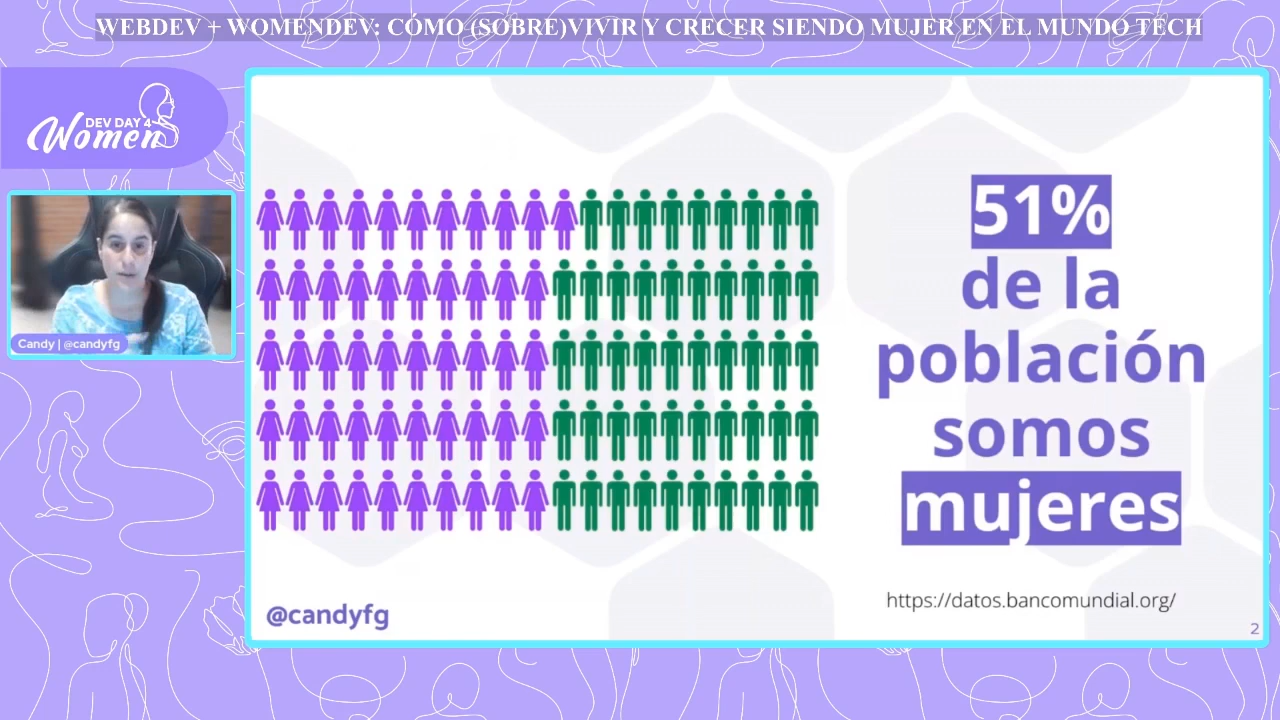 WEBDEV + WOMENDEV: CÓMO (SOBRE)VIVIR Y CRECER SIENDO MUJER EN EL MUNDO TECH
DEV DAY 4
Women
Candy | @candyfg
51%
de la
población
somos
mujeres
https://datos.bancomundial.org/
@candyfg
2